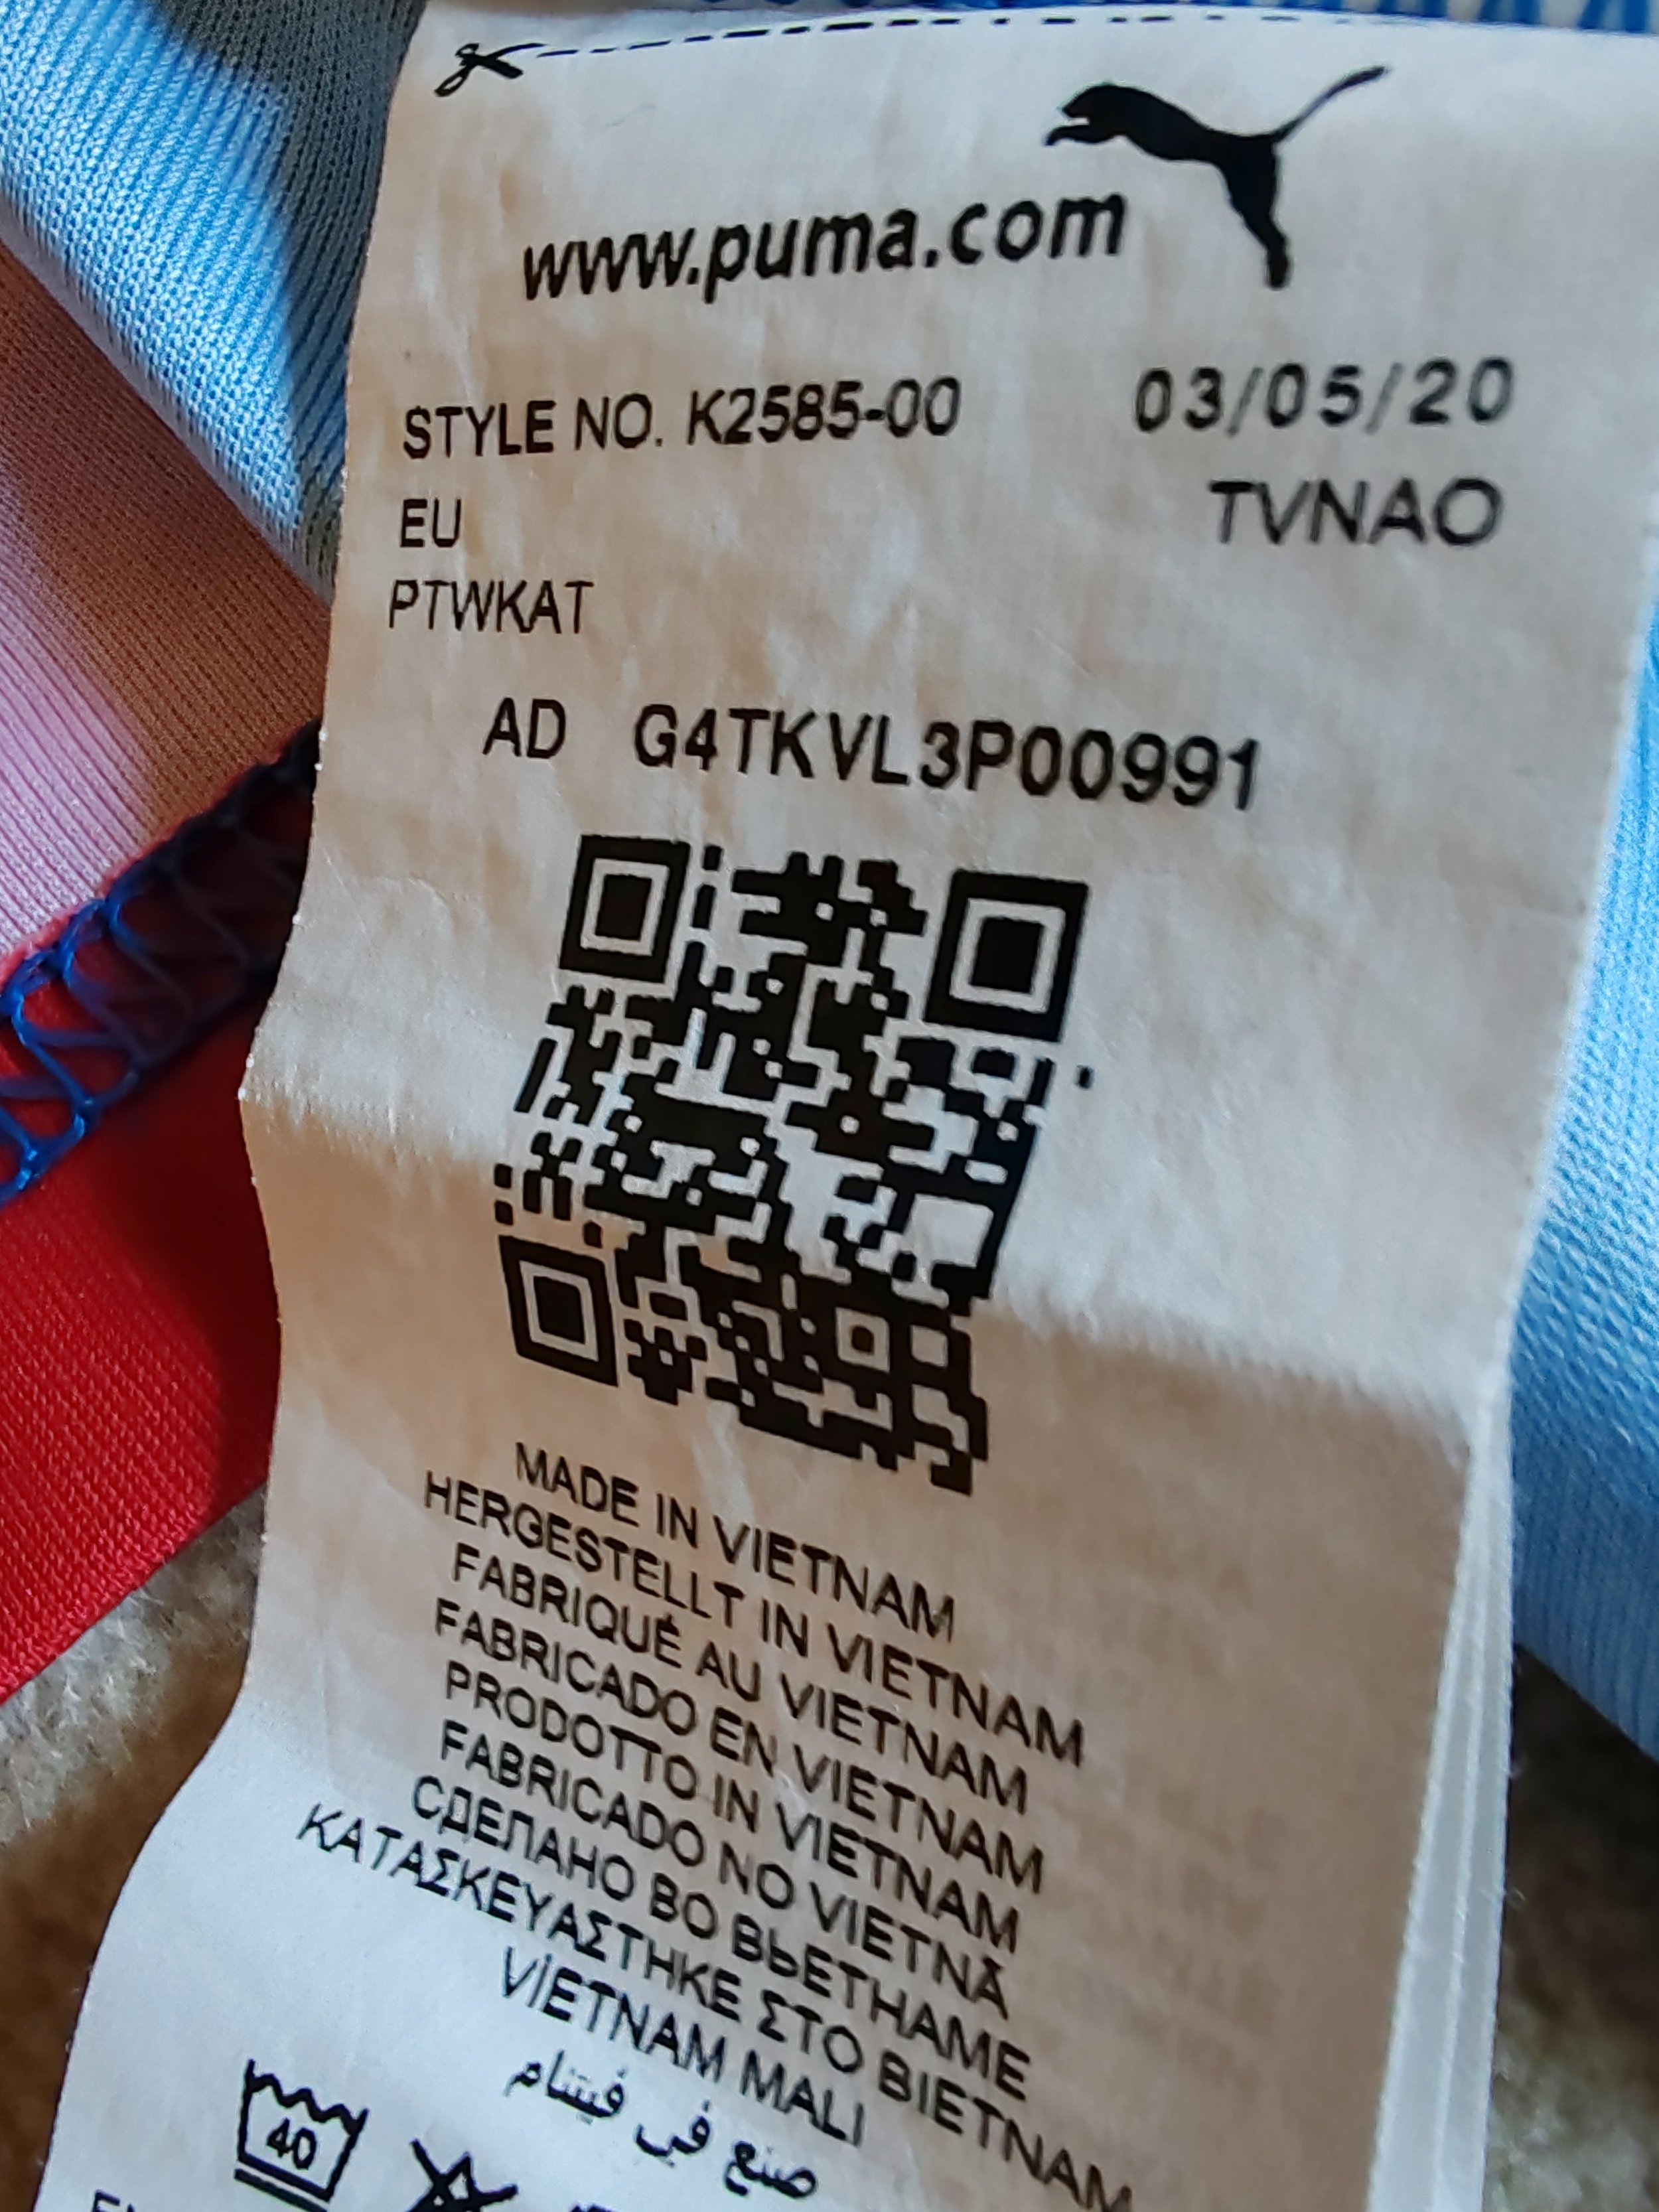 www.puma.com
STYLE NO. K2585-00 03/05/20
EU TVNAO
PTWKAT
AD G4TKVL3P00991
MADE IN VIETNAM
HERGESTELLT IN VIETNAM
FABRIQUÉ AU VIETNAM
FABRICADO EN VIETNAM
PRODOTTO IN VIETNAM
FABRICADO NO VIETNÃ
СДЕЛАНО ВО ВЬЕТНАМЕ
ΚΑΤΑΣΚΕΥΑΣΤΗΚΕ ΣΤΟ ΒΙΕΤΝΑΜ
VİETNAM MALI
صنع في فيتنام
40